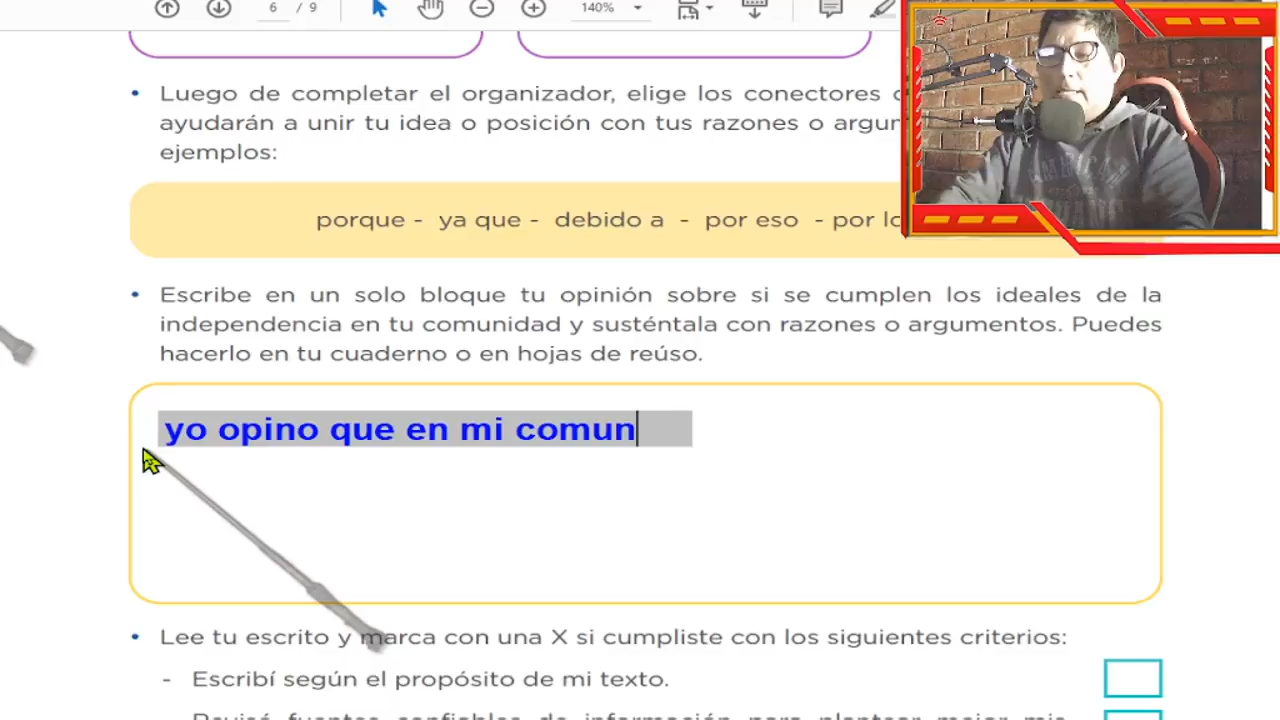 6 / 9
140%
Luego de completar el organizador, elige los conectores
ayudarán a unir tu idea o posición con tus razones o
ejemplos:
porque - ya que - debido a - por eso - por
• Escribe en un solo bloque tu opinión sobre si se cumplen los ideales de la
independencia en tu comunidad y susténtala con razones o argumentos. Puedes
hacerlo en tu cuaderno o en hojas de reúso.
yo opino que en mi comun
• Lee tu escrito y marca con una X si cumpliste con los siguientes criterios:
- Escribí según el propósito de mi texto.